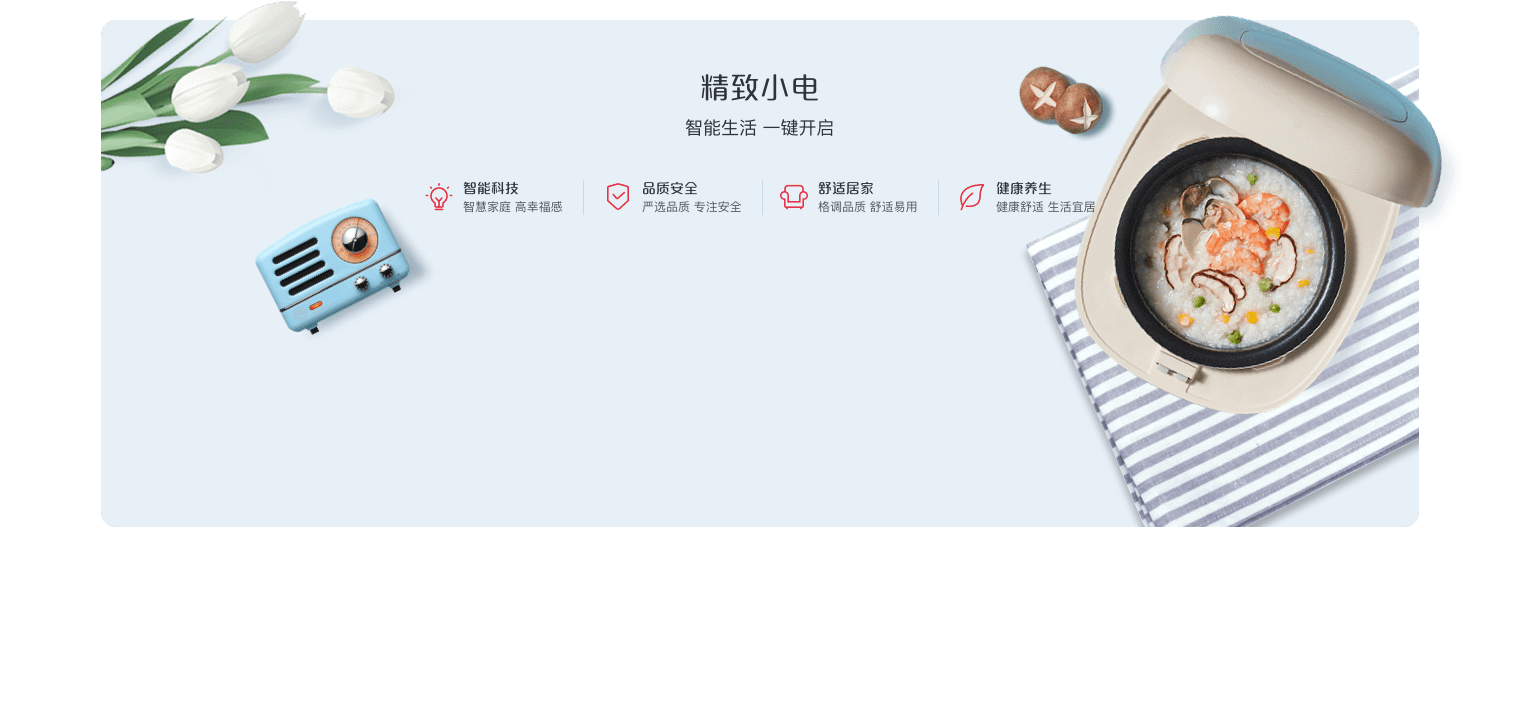 精致小电
智能生活 一键开启
智能科技
智慧家庭 高幸福感
品质安全
严选品质 专注安全
舒适居家
格调品质 舒适易用
健康养生
健康舒适 生活宜居